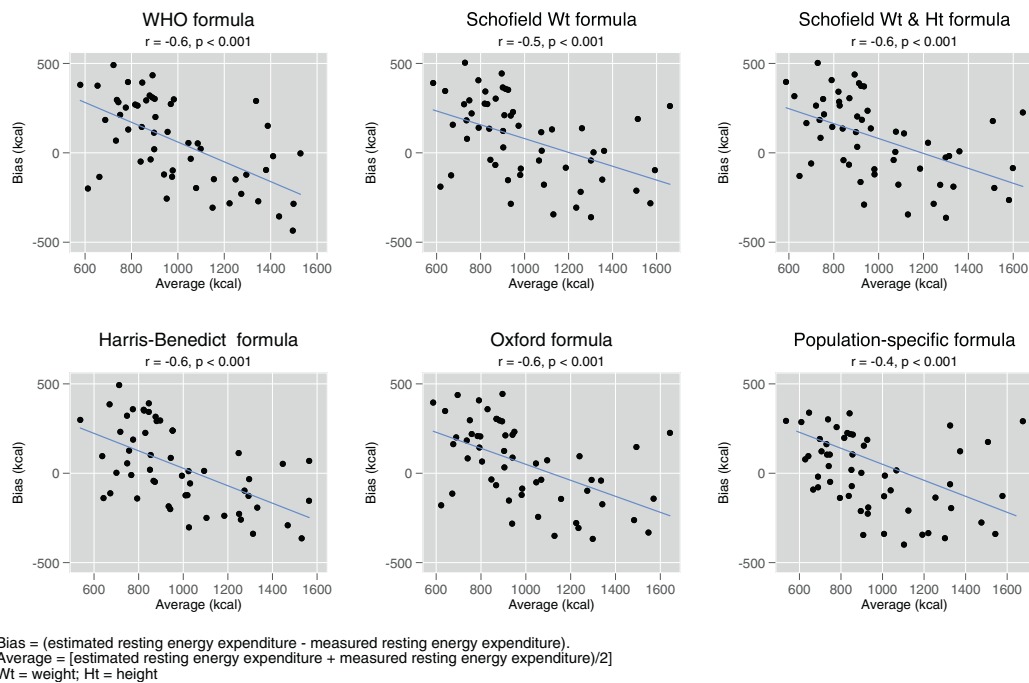 WHO formula
r = -0.6, p < 0.001
500
0
-500
Bias (kcal)
600 800 1000 1200 1400 1600
Average (kcal)
Schofield Wt formula
r = -0.5, p < 0.001
500
0
-500
Bias (kcal)
600 800 1000 1200 1400 1600
Average (kcal)
Schofield Wt & Ht formula
r = -0.6, p < 0.001
500
0
-500
Bias (kcal)
600 800 1000 1200 1400 1600
Average (kcal)
Harris-Benedict formula
r = -0.6, p < 0.001
500
0
-500
Bias (kcal)
600 800 1000 1200 1400 1600
Average (kcal)
Oxford formula
r = -0.6, p < 0.001
500
0
-500
Bias (kcal)
600 800 1000 1200 1400 1600
Average (kcal)
Population-specific formula
r = -0.4, p < 0.001
500
0
-500
Bias (kcal)
600 800 1000 1200 1400 1600
Average (kcal)
Bias = (estimated resting energy expenditure - measured resting energy expenditure).
Average = [estimated resting energy expenditure + measured resting energy expenditure)/2]
Wt = weight; Ht = height